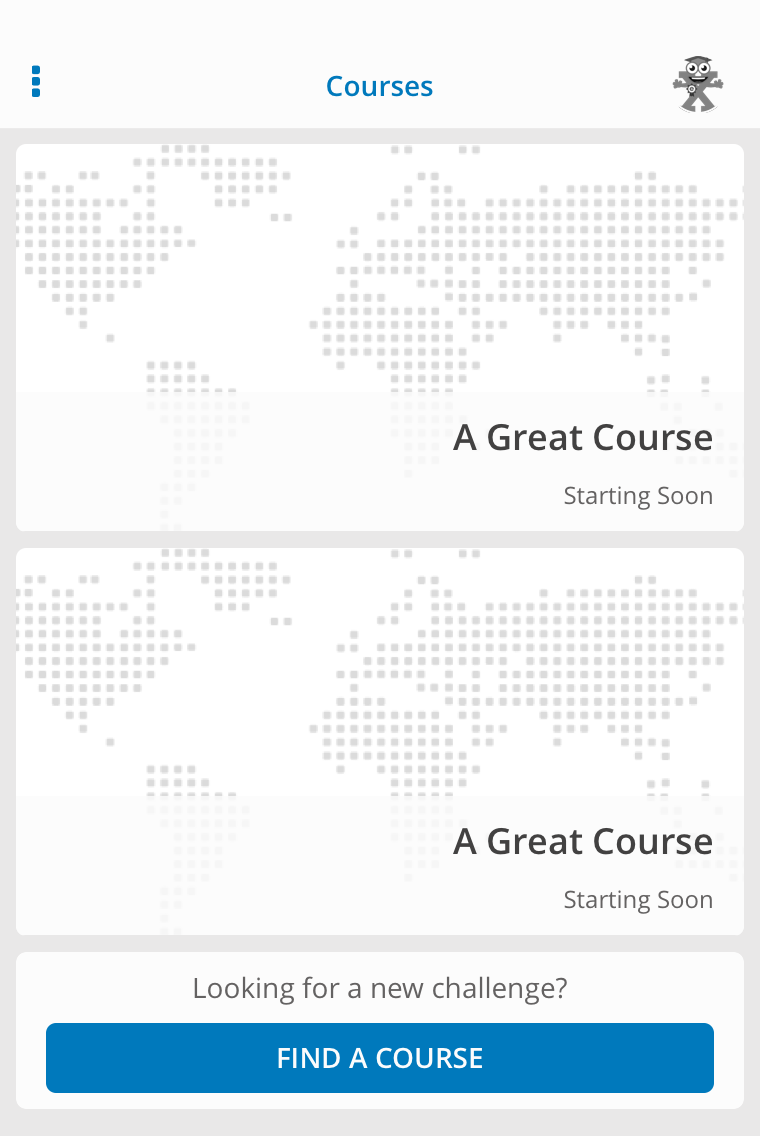 Courses
A Great Course
Starting Soon
A Great Course
Starting Soon
Looking for a new challenge?
FIND A COURSE